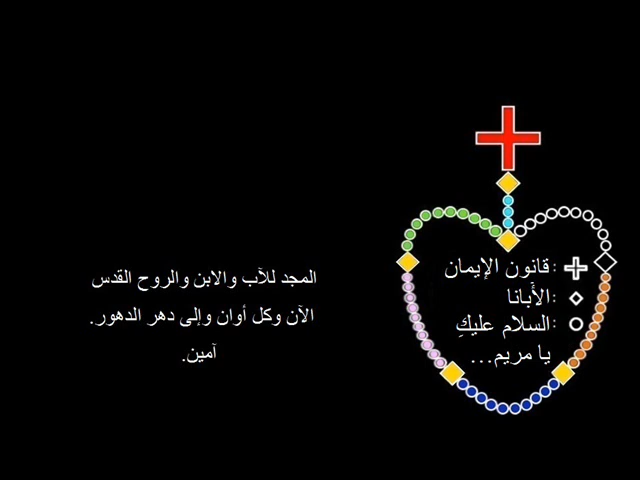 قانون الإيمان :
الأبانا :
السلام عليكِ :
يا مريم...
المجد للآب والابن والروح القدس
الآن وكل أوان وإلى دهر الدهور.
آمين.